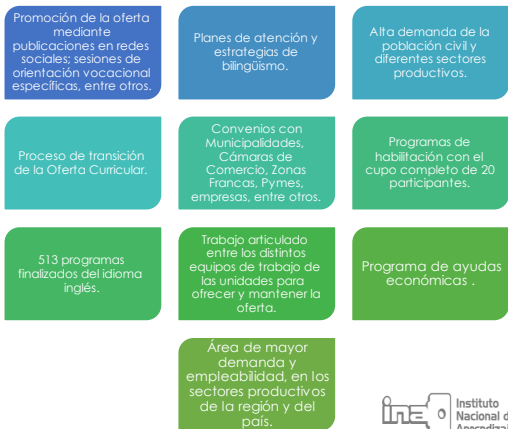 Promoción de la oferta
mediante
publicaciones en redes
sociales; sesiones de
orientación vocacional
específicas, entre otros.
Planes de atención y
estrategias de
bilingüismo.
Alta demanda de la
población civil y
diferentes sectores
productivos.
Proceso de transición
de la Oferta Curricular.
Convenios con
Municipalidades,
Cámaras de
Comercio, Zonas
Francas, Pymes,
empresas, entre otros.
Programas de
habilitación con el
cupo completo de 20
participantes.
513 programas
finalizados del idioma
inglés.
Trabajo articulado
entre los distintos
equipos de trabajo de
las unidades para
ofrecer y mantener la
oferta.
Programa de ayudas
económicas .
Área de mayor
demanda y
empleabilidad, en los
sectores productivos
de la región y del
país.
ina
Instituto
Nacional d